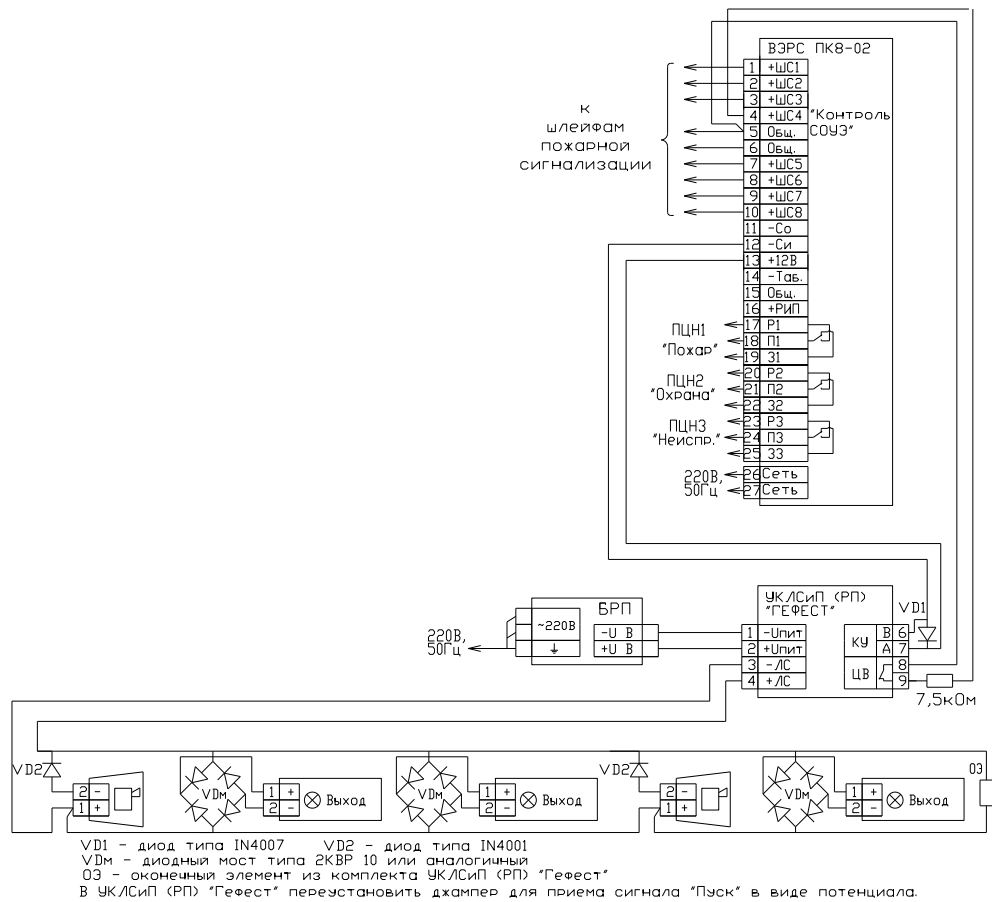 ВЭРС ПК8-02
1 +ШС1
2 +ШС2
3 +ШС3
4 +ШС4 "Контроль СОУЭ"
5 Общ.
6 Общ.
7 +ШС5
8 +ШС6
9 +ШС7
10 +ШС8
11 -Со
12 -Си
13 +12В
14 -Таб.
15 Общ.
16 +РИП
17 Р1
18 П1
19 З1
20 Р2
21 П2
22 З2
23 Р3
24 П3
25 З3
26 Сеть
27 Сеть
К
шлейфам
пожарной
сигнализации
ПЦН1
"Пожар"
ПЦН2
"Охрана"
ПЦН3
"Неиспр."
220В,
50Гц
УКЛСиП (РП)
"ГЕФЕСТ"
VD1
1 -Uпит
2 +Uпит
3 -ЛС
4 +ЛС
КУ
В 6
А 7
ЦВ
8
9
7,5кОм
БРП
~220В
-U В
+U В
220В,
50Гц
VD2
2 -
1 +
VDм
1 +
2 -
Выход
VDм
1 +
2 -
Выход
VD2
2 -
1 +
VDм
1 +
2 -
Выход
ОЭ
VD1 - диод типа IN4007 VD2 - диод типа IN4001
VDм - диодный мост типа 2КВР 10 или аналогичный
ОЭ - оконечный элемент из комплекта УКЛСиП (РП) "Гефест"
В УКЛСиП (РП) "Гефест" переустановить джампер для приема сигнала "Пуск" в виде потенциала.